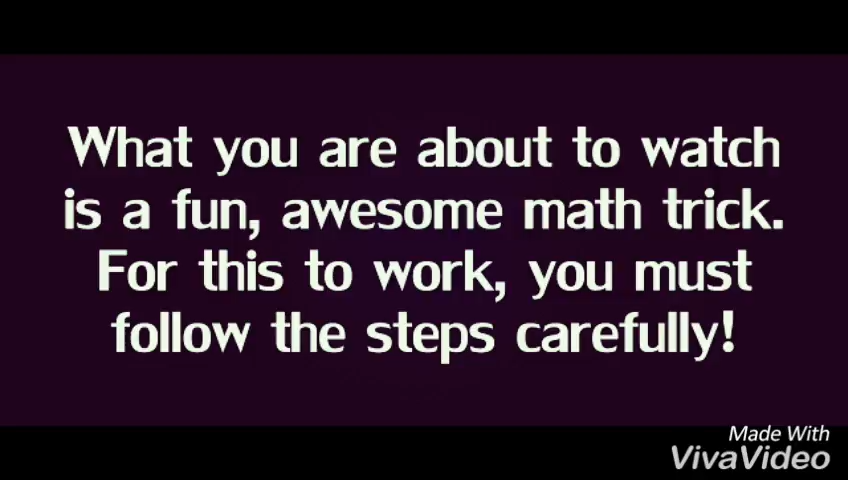 What you are about to watch
is a fun, awesome math trick.
For this to work, you must
follow the steps carefully!
Made With
VivaVideo